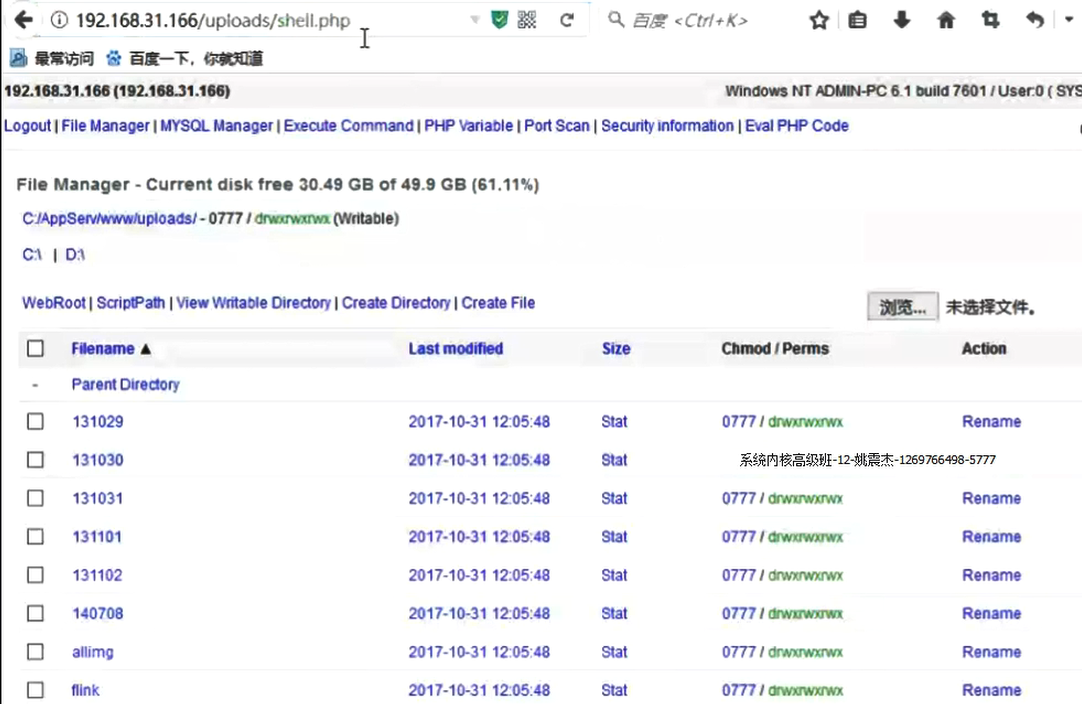 192.168.31.166/uploads/shell.php 百度 <Ctrl+K>
最常访问 百度一下，你就知道
192.168.31.166 (192.168.31.166) Windows NT ADMIN-PC 6.1 build 7601 / User:0 ( SYS
Logout | File Manager | MYSQL Manager | Execute Command | PHP Variable | Port Scan | Security information | Eval PHP Code
File Manager - Current disk free 30.49 GB of 49.9 GB (61.11%)
C:/AppServ/www/uploads/ - 0777 / drwxrwxrwx (Writable)
C:\ | D:\
WebRoot | ScriptPath | View Writable Directory | Create Directory | Create File 浏览... 未选择文件。
Filename ▲ Last modified Size Chmod / Perms Action
- Parent Directory
131029 2017-10-31 12:05:48 Stat 0777 / drwxrwxrwx Rename
131030 2017-10-31 12:05:48 Stat 系统内核高级班-12-姚震杰-1269766498-5777
131031 2017-10-31 12:05:48 Stat 0777 / drwxrwxrwx Rename
131101 2017-10-31 12:05:48 Stat 0777 / drwxrwxrwx Rename
131102 2017-10-31 12:05:48 Stat 0777 / drwxrwxrwx Rename
140708 2017-10-31 12:05:48 Stat 0777 / drwxrwxrwx Rename
allimg 2017-10-31 12:05:48 Stat 0777 / drwxrwxrwx Rename
flink 2017-10-31 12:05:48 Stat 0777 / drwxrwxrwx Rename